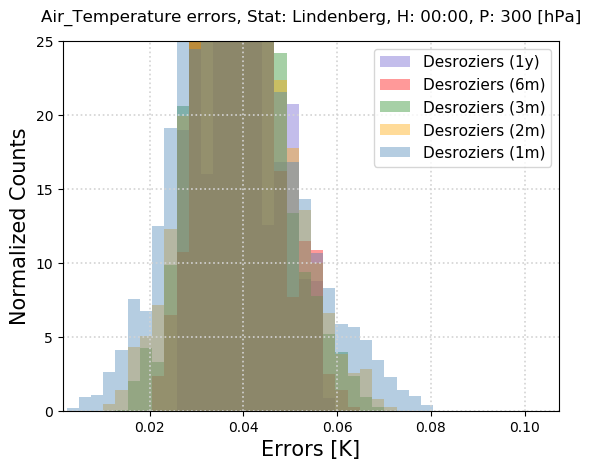 Air_Temperature errors, Stat: Lindenberg, H: 00:00, P: 300 [hPa]
25
20
15
10
5
0
Normalized Counts
Desroziers (1y)
Desroziers (6m)
Desroziers (3m)
Desroziers (2m)
Desroziers (1m)
0.02 0.04 0.06 0.08 0.10
Errors [K]